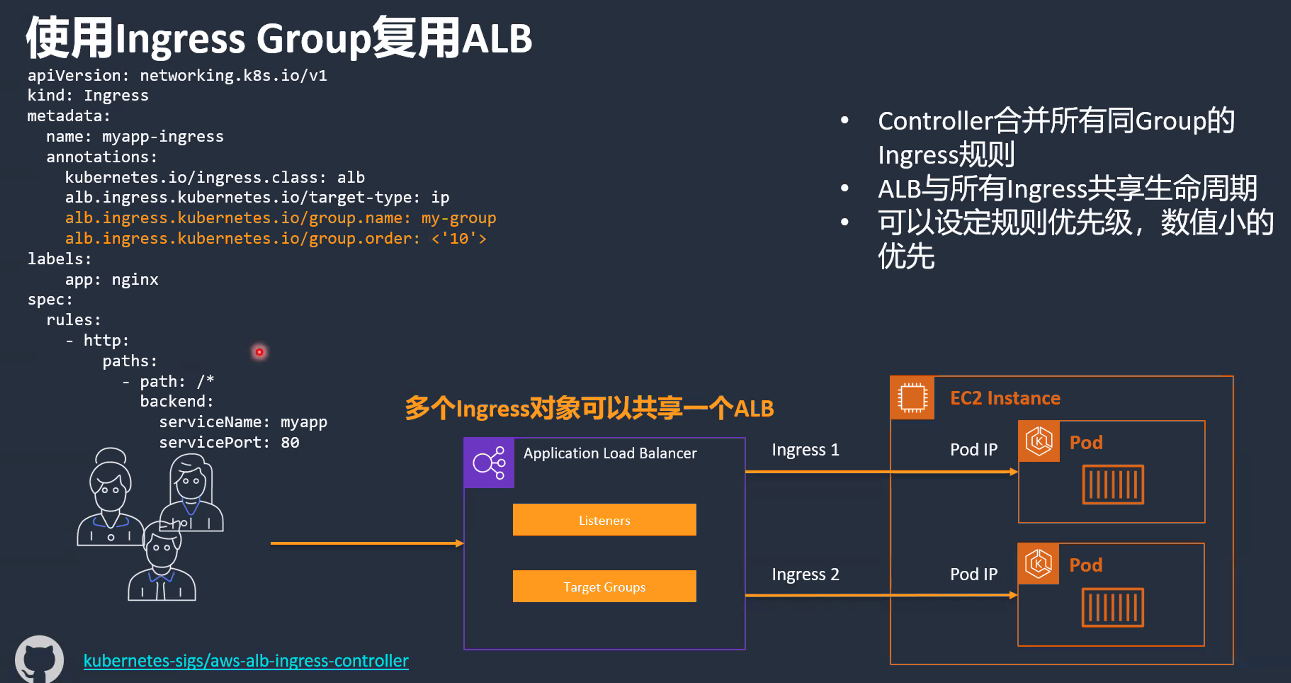 使用Ingress Group复用ALB
apiVersion: networking.k8s.io/v1
kind: Ingress
metadata:
  name: myapp-ingress
  annotations:
    kubernetes.io/ingress.class: alb
    alb.ingress.kubernetes.io/target-type: ip
    alb.ingress.kubernetes.io/group.name: my-group
    alb.ingress.kubernetes.io/group.order: <'10'>
labels:
    app: nginx
spec:
  rules:
    - http:
        paths:
          - path: /*
            backend:
              serviceName: myapp
              servicePort: 80
• Controller合并所有同Group的
Ingress规则
• ALB与所有Ingress共享生命周期
• 可以设定规则优先级，数值小的
优先
多个Ingress对象可以共享一个ALB
Application Load Balancer
Listeners
Target Groups
Ingress 1
Pod IP
Ingress 2
Pod IP
EC2 Instance
Pod
Pod
kubernetes-sigs/aws-alb-ingress-controller